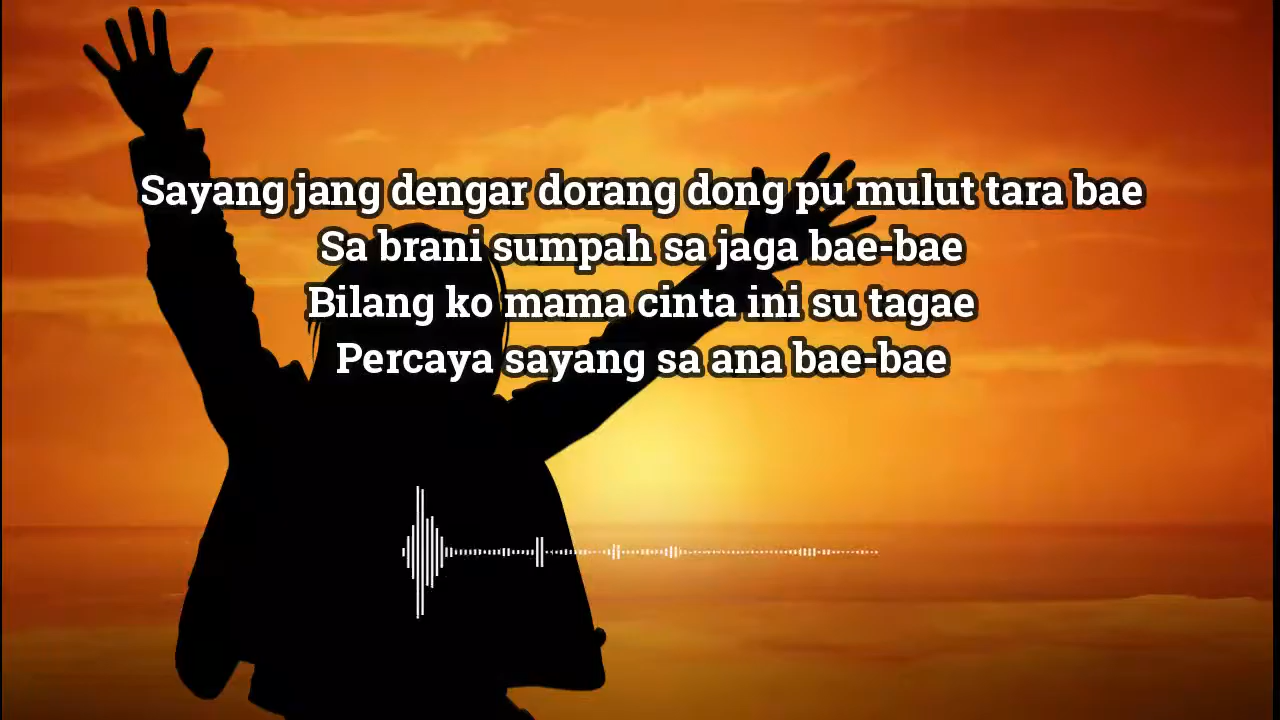 Sayang jang dengar dorang dong pu mulut tara bae
Sa brani sumpah sa jaga bae-bae
Bilang ko mama cinta ini su tagae
Percaya sayang sa ana bae-bae